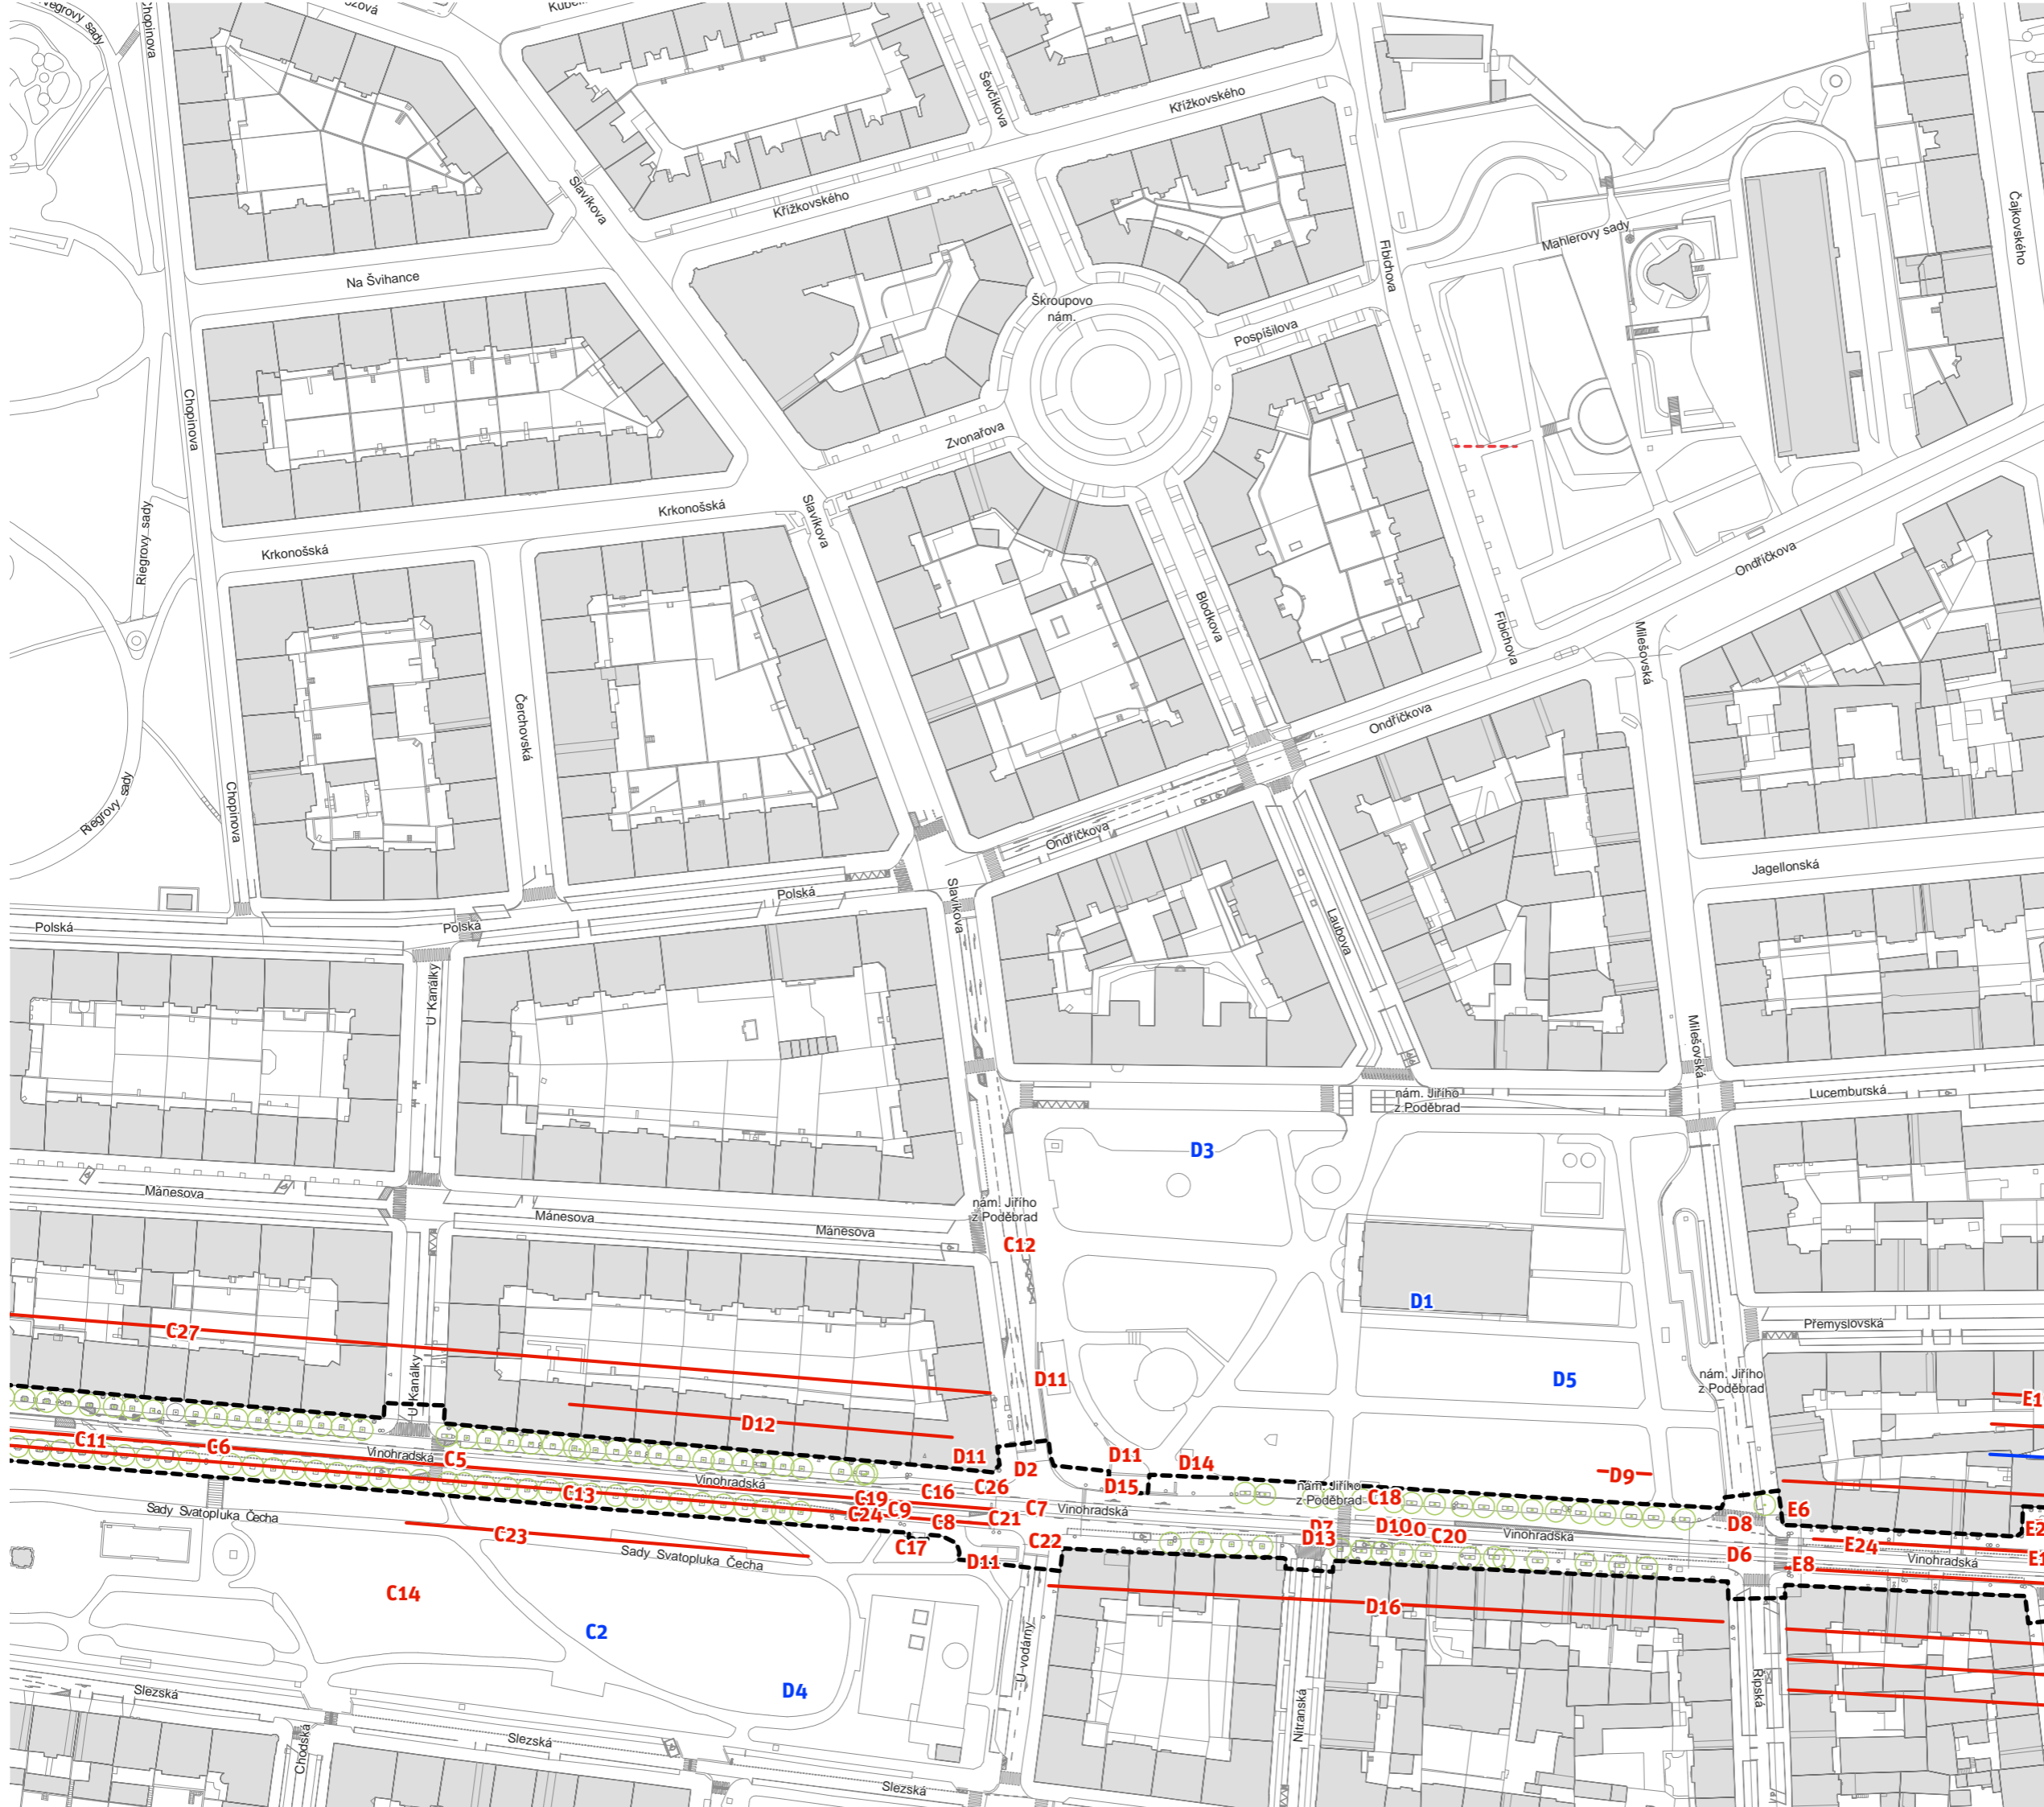 Chopinova
Ševčíkova
Křížkovského
Křížkovského
Slavíkova
Fibichova
Mahlerovy sady
Čajkovského
Na Švihance
Škroupovo
nám.
Pospíšilova
Chopinova
Zvonařova
Krkonošská
Slavíkova
Riegrovy sady
Krkonošská
Ondříčkova
Blodkova
Fibichova
Milešovská
Čerchovská
Ondříčkova
Riegrovy sady
Chopinova
Ondříčkova
Jagellonská
Polská
Slavíkova
Polská
Polská
Laubova
U Kanálky
Milešovská
nám. Jiřího
z Poděbrad
Lucemburská
D3
Mánesova
nám. Jiřího
z Poděbrad
Mánesova
Mánesova
C12
D1
Přemyslovská
C27
D11
D5
nám. Jiřího
z Poděbrad
U Kanálky
E1
D12
C11
C6
Vinohradská
C5
D11
D2
D11
D14
D9
Vinohradská
C26
D15
nám. Jiřího
z Poděbrad
C16
C13
C19
C18
C9
C7
Vinohradská
E6
Sady Svatopluka Čecha
C24
C8
C21
D8
D10
C20
Vinohradská
C23
C17
C22
D13
E24
Sady Svatopluka Čecha
D11
D6
E8
Vinohradská
C14
D16
C2
U vodárny
D4
Slezská
Nitranská
Řipská
Chodská
Slezská
Slezská